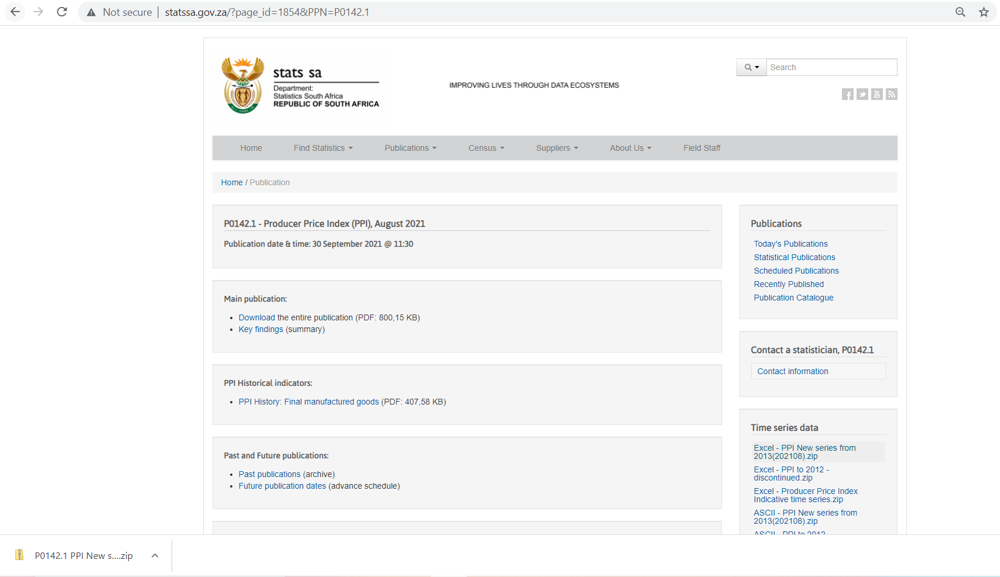 Not secure | statssa.gov.za/?page_id=1854&PPN=P0142.1
stats sa
Department:
Statistics South Africa
REPUBLIC OF SOUTH AFRICA
IMPROVING LIVES THROUGH DATA ECOSYSTEMS
Search
Home Find Statistics Publications Census Suppliers About Us Field Staff
Home / Publication
P0142.1 - Producer Price Index (PPI), August 2021
Publication date & time: 30 September 2021 @ 11:30
Main publication:
Download the entire publication (PDF: 800,15 KB)
Key findings (summary)
PPI Historical indicators:
PPI History: Final manufactured goods (PDF: 407,58 KB)
Past and Future publications:
Past publications (archive)
Future publication dates (advance schedule)
Publications
Today's Publications
Statistical Publications
Scheduled Publications
Recently Published
Publication Catalogue
Contact a statistician, P0142.1
Contact information
Time series data
Excel - PPI New series from
2013(202108).zip
Excel - PPI to 2012 -
discontinued.zip
Excel - Producer Price Index
Indicative time series.zip
ASCII - PPI New series from
2013(202108).zip
ASCII - PPI to 2012
P0142.1 PPI New s....zip